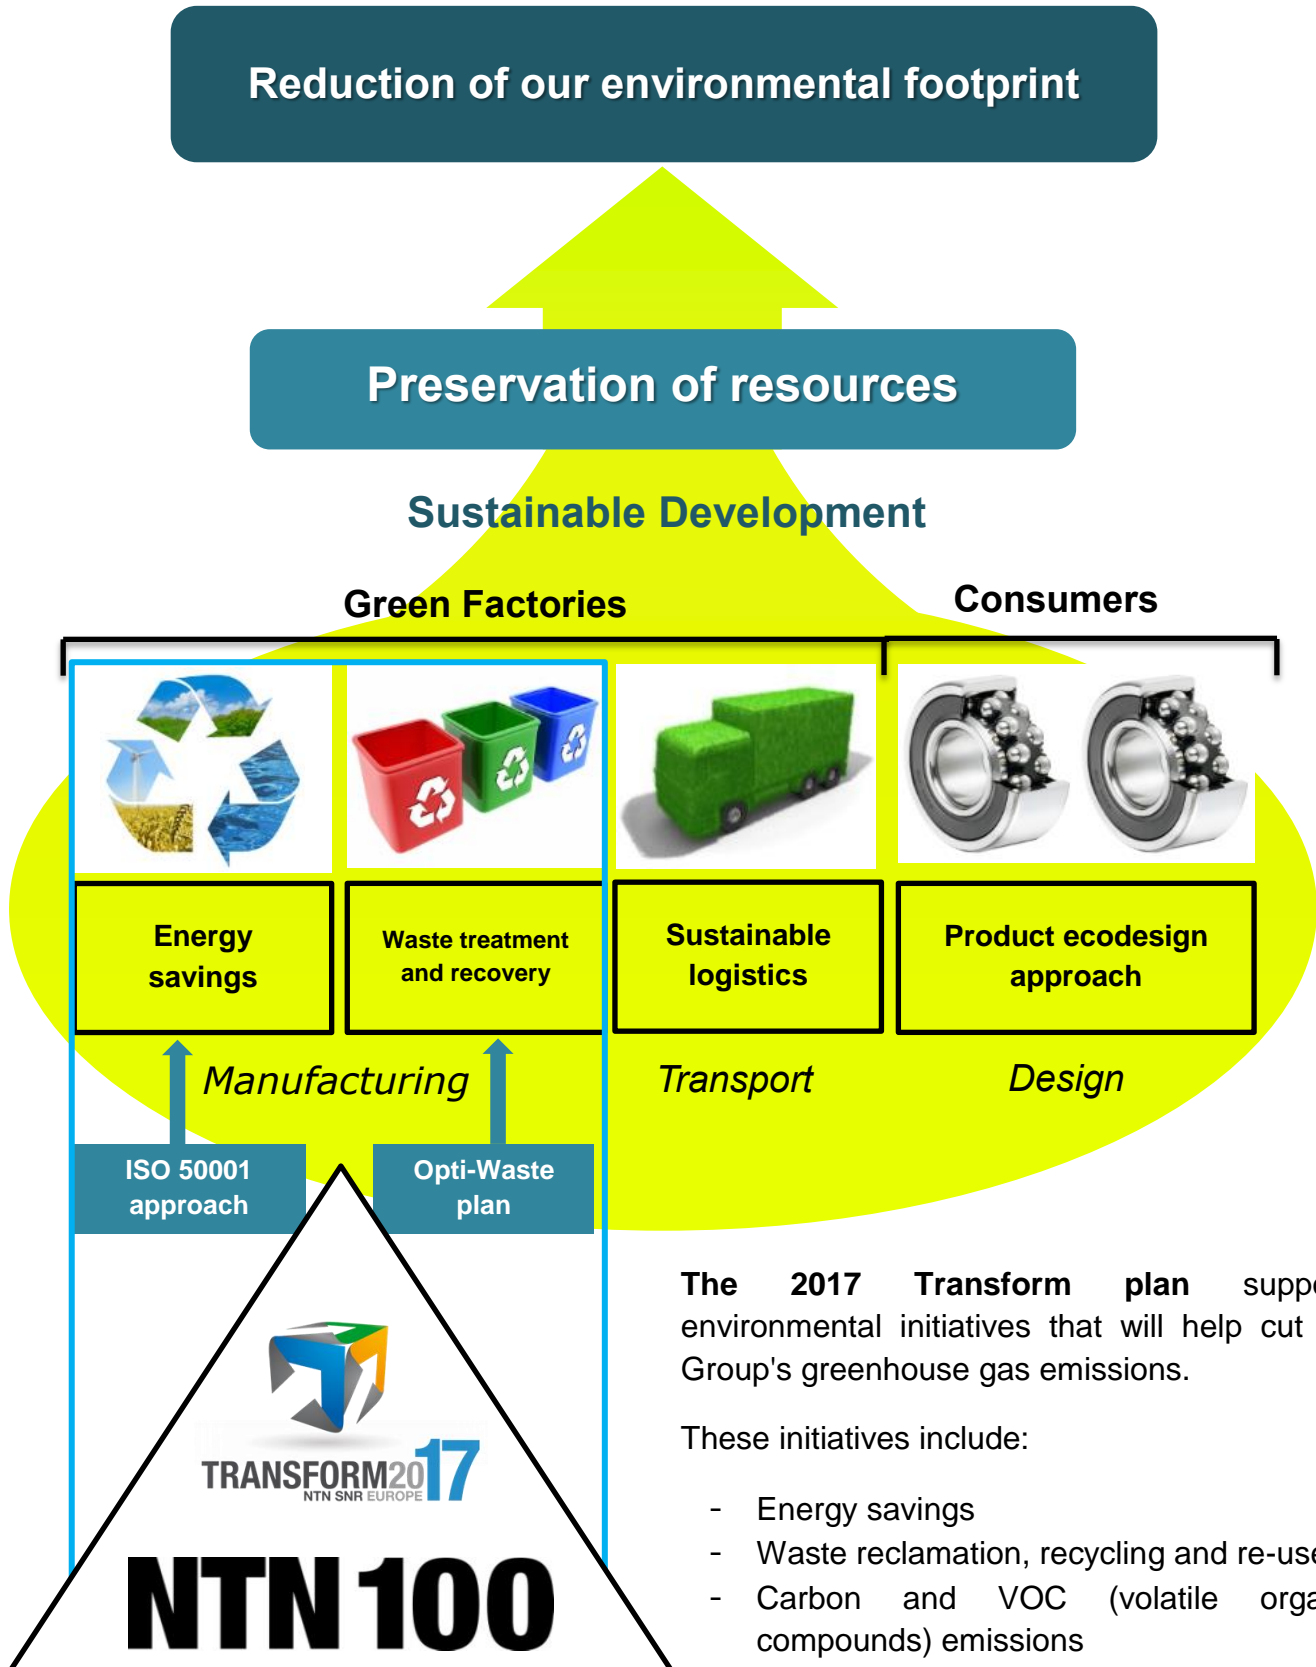 Reduction of our environmental footprint
Preservation of resources
Sustainable Development
Green Factories
Consumers
Energy
savings
Waste treatment
and recovery
Sustainable
logistics
Product ecodesign
approach
Manufacturing
Transport
Design
ISO 50001
approach
Opti-Waste
plan
TRANSFORM2017
NTN SNR EUROPE
NTN 100
The 2017 Transform plan
environmental initiatives that will help cut
Group's greenhouse gas emissions.
These initiatives include:
- Energy savings
- Waste reclamation, recycling and re-use
- Carbon and VOC (volatile
compounds) emissions